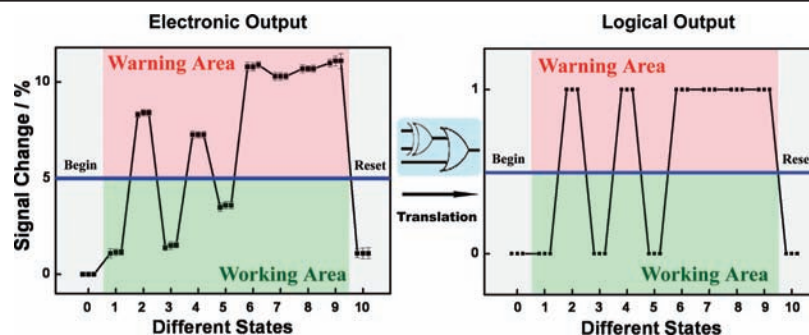 Electronic Output
Signal Change / %
10
5
0
Warning Area
Begin
Reset
Working Area
0 1 2 3 4 5 6 7 8 9 10
Different States
Translation
Logical Output
1
0
Warning Area
Begin
Reset
Working Area
0 1 2 3 4 5 6 7 8 9 10
Different States